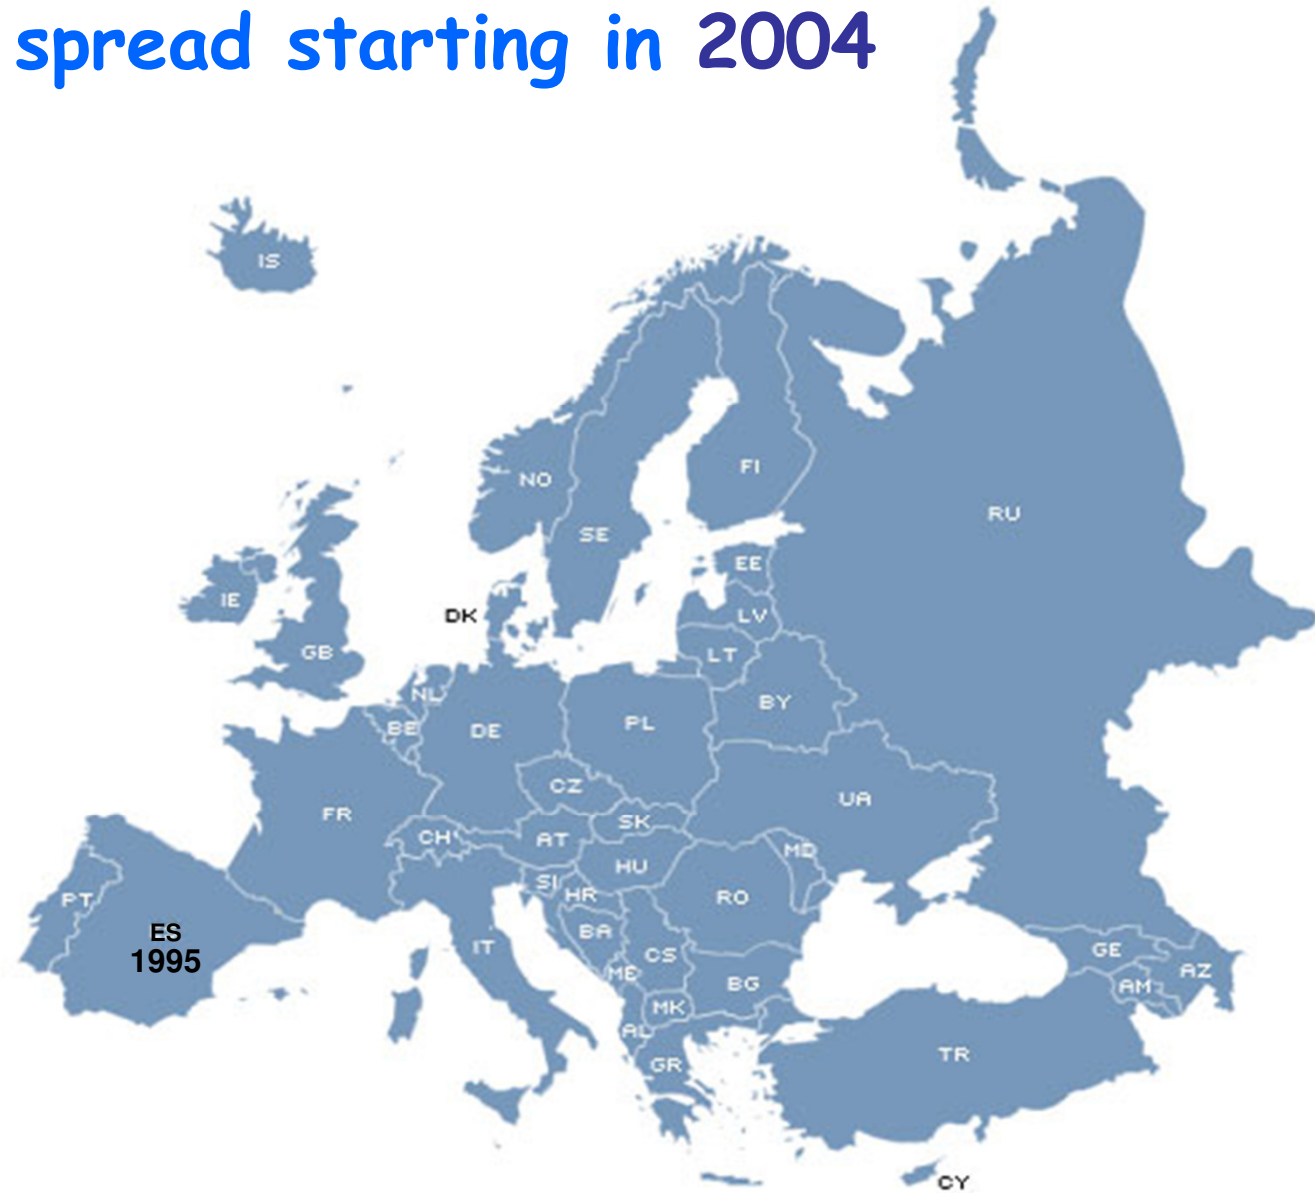 spread starting in 2004
IS
NO
FI
RU
SE
EE
IE
DK
LV
GB
LT
NL
BY
BE
DE
PL
CZ
UA
FR
SK
CH
AT
MD
HU
SI
HR
RO
PT
ES
1995
BA
IT
CS
GE
ME
BG
AZ
AM
MK
AL
TR
GR
CY